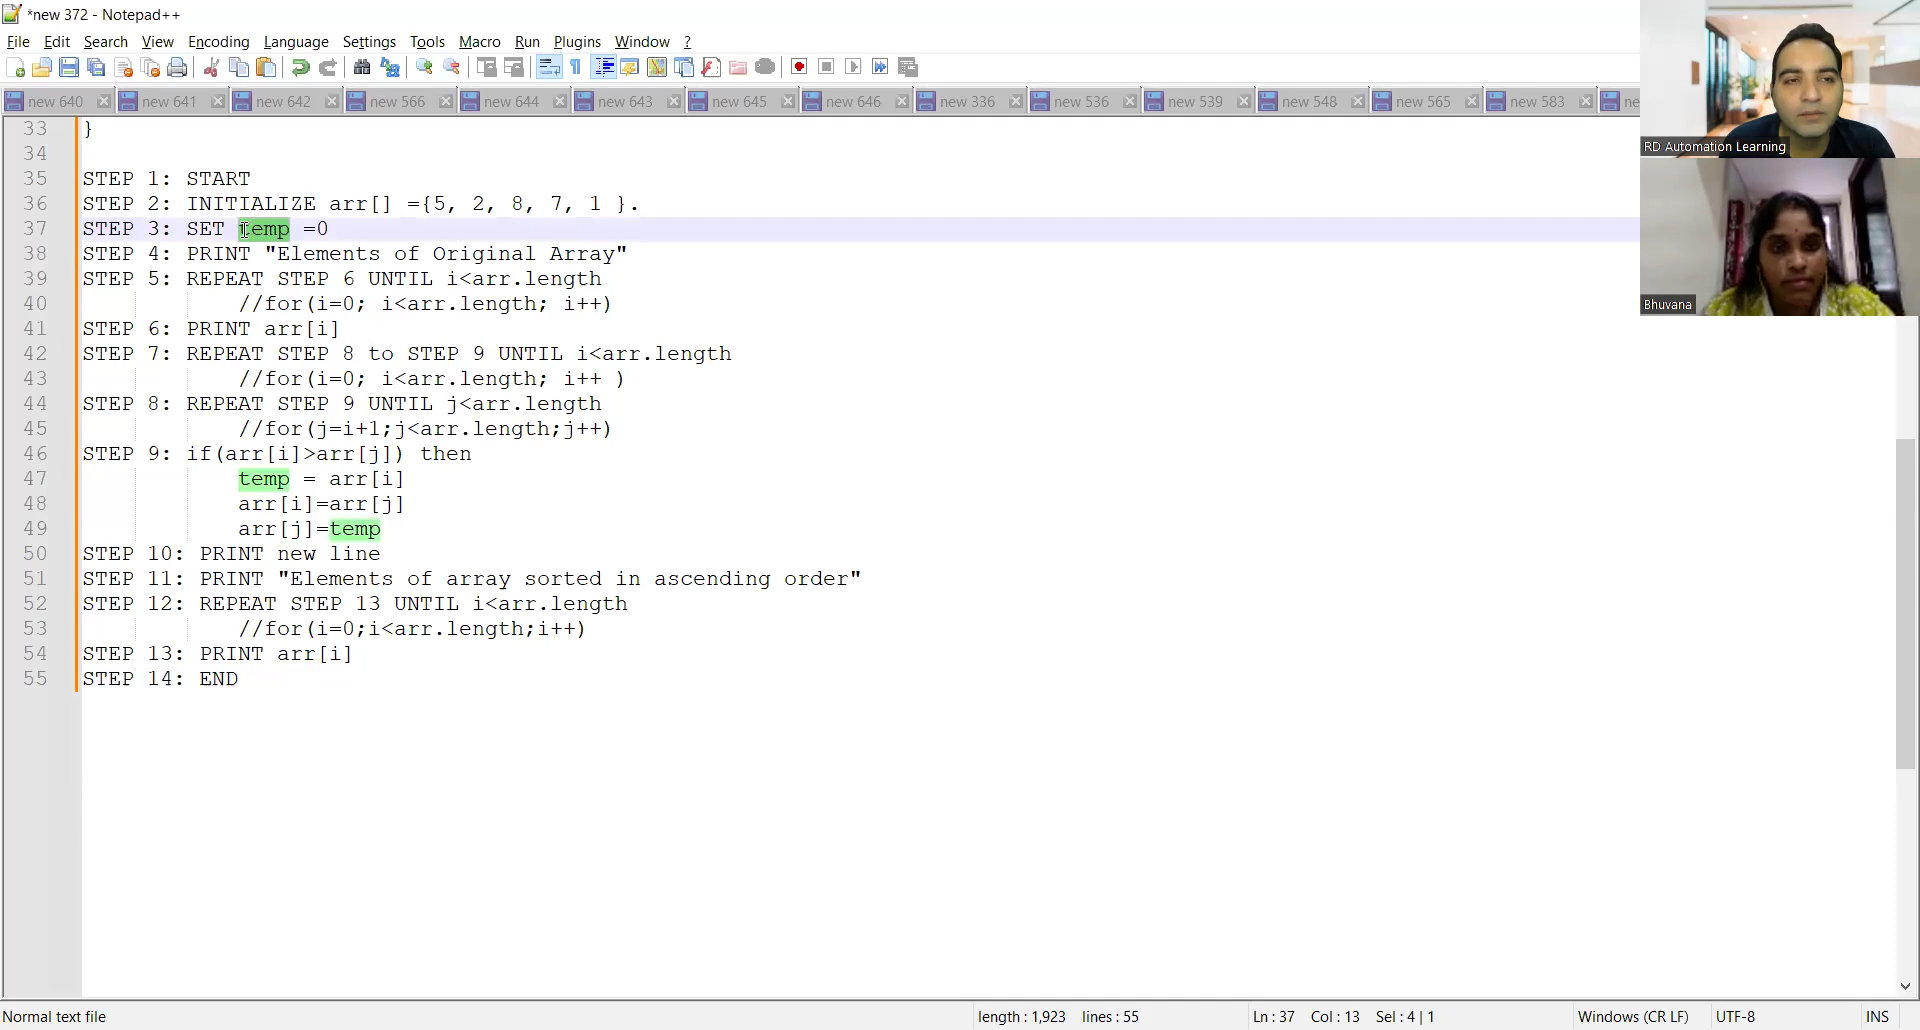 *new 372 - Notepad++
File Edit Search View Encoding Language Settings Tools Macro Run Plugins Window ?
new 640 new 641 new 642 new 566 new 644 new 643 new 645 new 646 new 336 new 536 new 539 new 548 new 565 new 583 ne
33 }
34
35 STEP 1: START
36 STEP 2: INITIALIZE arr[] ={5, 2, 8, 7, 1 }.
37 STEP 3: SET temp =0
38 STEP 4: PRINT "Elements of Original Array"
39 STEP 5: REPEAT STEP 6 UNTIL i<arr.length
40 //for(i=0; i<arr.length; i++)
41 STEP 6: PRINT arr[i]
42 STEP 7: REPEAT STEP 8 to STEP 9 UNTIL i<arr.length
43 //for(i=0; i<arr.length; i++ )
44 STEP 8: REPEAT STEP 9 UNTIL j<arr.length
45 //for(j=i+1;j<arr.length;j++)
46 STEP 9: if(arr[i]>arr[j]) then
47 temp = arr[i]
48 arr[i]=arr[j]
49 arr[j]=temp
50 STEP 10: PRINT new line
51 STEP 11: PRINT "Elements of array sorted in ascending order"
52 STEP 12: REPEAT STEP 13 UNTIL i<arr.length
53 //for(i=0;i<arr.length;i++)
54 STEP 13: PRINT arr[i]
55 STEP 14: END
RD Automation Learning
Bhuvana
Normal text file length : 1,923 lines : 55 Ln : 37 Col : 13 Sel : 4 | 1 Windows (CR LF) UTF-8 INS